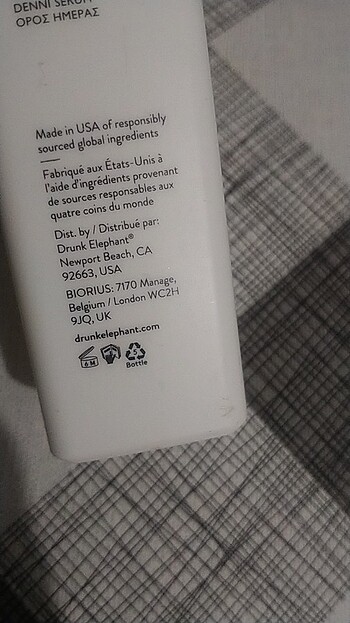 DENNÍ SÉRUM
ΟΡΟΣ ΗΜΕΡΑΣ
Made in USA of responsibly
sourced global ingredients
Fabriqué aux États-Unis à
l'aide d'ingrédients provenant
de sources responsables aux
quatre coins du monde
Dist. by / Distribué par:
Drunk Elephant®
Newport Beach, CA
92663, USA
BIORIUS: 7170 Manage,
Belgium / London WC2H
9JQ, UK
drunkelephant.com
6 M
5
Bottle